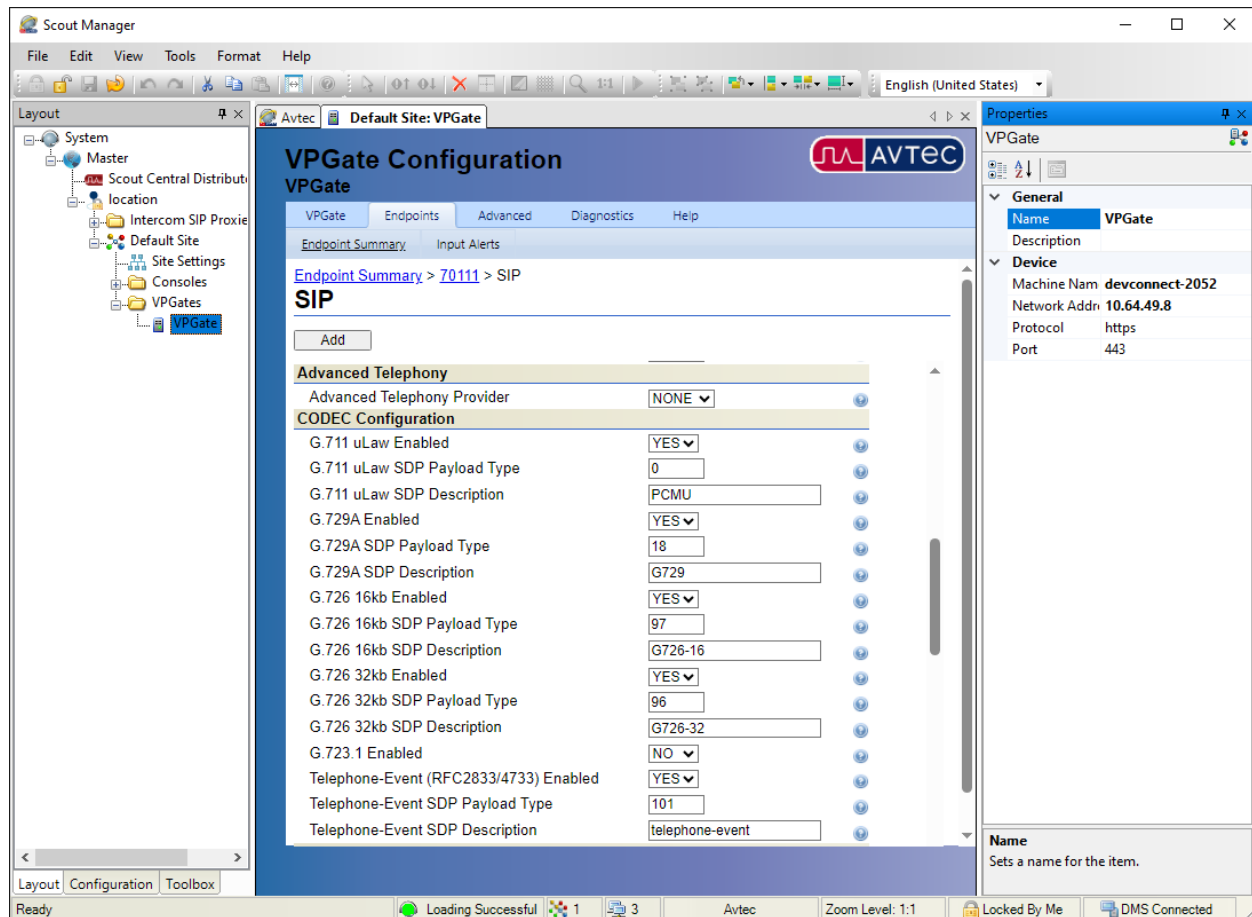 Scout Manager
File Edit View Tools Format Help
1:1 English (United States)
Layout
System
Master
Scout Central Distribut
location
Intercom SIP Proxie
Default Site
Site Settings
Consoles
VPGates
VPGate
Layout Configuration Toolbox
Avtec Default Site: VPGate
VPGate Configuration
VPGate
AVTEC
VPGate Endpoints Advanced Diagnostics Help
Endpoint Summary Input Alerts
Endpoint Summary > 70111 > SIP
SIP
Add
Advanced Telephony
Advanced Telephony Provider NONE
CODEC Configuration
G.711 uLaw Enabled YES
G.711 uLaw SDP Payload Type 0
G.711 uLaw SDP Description PCMU
G.729A Enabled YES
G.729A SDP Payload Type 18
G.729A SDP Description G729
G.726 16kb Enabled YES
G.726 16kb SDP Payload Type 97
G.726 16kb SDP Description G726-16
G.726 32kb Enabled YES
G.726 32kb SDP Payload Type 96
G.726 32kb SDP Description G726-32
G.723.1 Enabled NO
Telephone-Event (RFC2833/4733) Enabled YES
Telephone-Event SDP Payload Type 101
Telephone-Event SDP Description telephone-event
Properties
VPGate
General
Name VPGate
Description
Device
Machine Nam devconnect-2052
Network Addr 10.64.49.8
Protocol https
Port 443
Name
Sets a name for the item.
Ready Loading Successful 1 3 Avtec Zoom Level: 1:1 Locked By Me DMS Connected